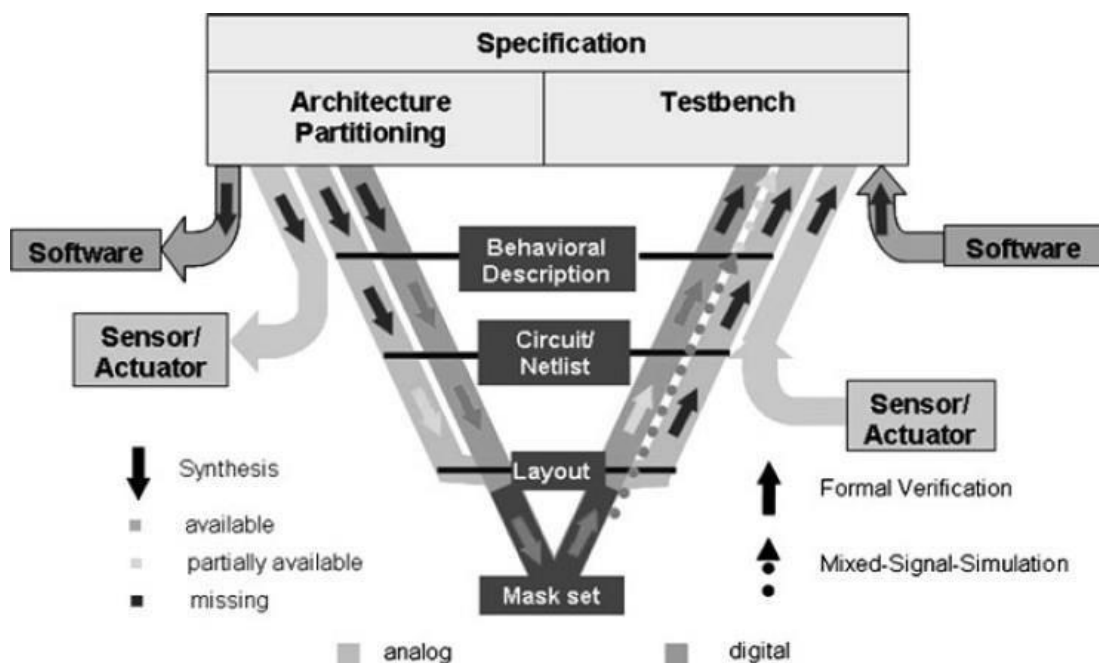 Specification
Architecture
Partitioning
Testbench
Software
Behavioral
Description
Software
Sensor/
Actuator
Circuit/
Netlist
Sensor/
Actuator
Synthesis
Layout
Formal Verification
available
partially available
Mixed-Signal-Simulation
missing
Mask set
analog
digital